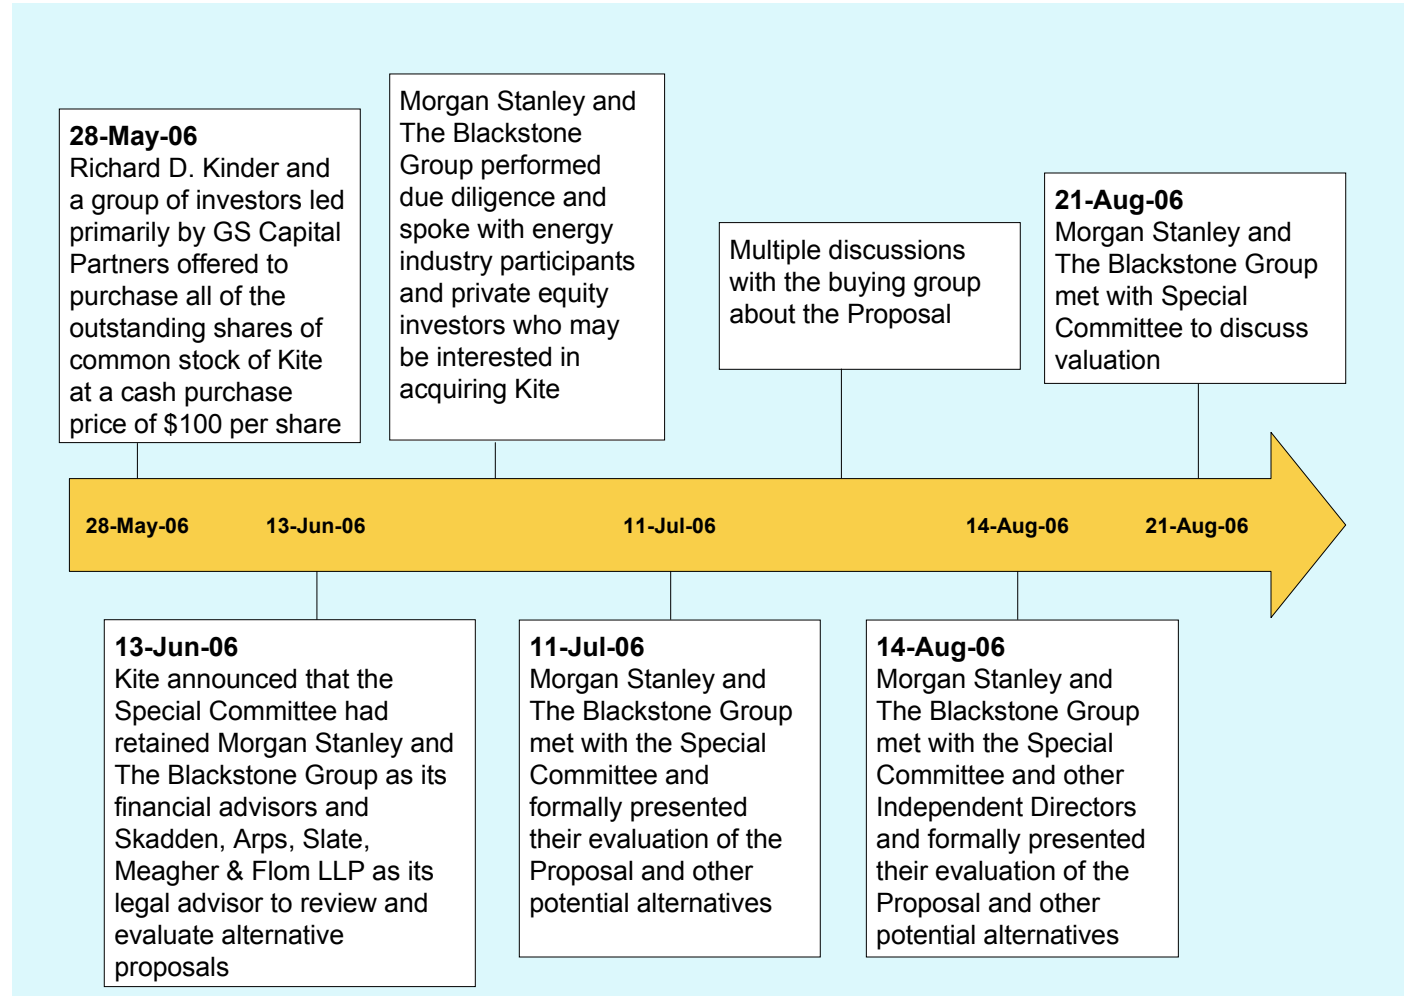 28-May-06
Richard D. Kinder and
a group of investors led
primarily by GS Capital
Partners offered to
purchase all of the
outstanding shares of
common stock of Kite
at a cash purchase
price of $100 per share
Morgan Stanley and
The Blackstone
Group performed
due diligence and
spoke with energy
industry participants
and private equity
investors who may
be interested in
acquiring Kite
Multiple discussions
with the buying group
about the Proposal
21-Aug-06
Morgan Stanley and
The Blackstone Group
met with Special
Committee to discuss
valuation
28-May-06
13-Jun-06
11-Jul-06
14-Aug-06
21-Aug-06
13-Jun-06
Kite announced that the
Special Committee had
retained Morgan Stanley and
The Blackstone Group as its
financial advisors and
Skadden, Arps, Slate,
Meagher & Flom LLP as its
legal advisor to review and
evaluate alternative
proposals
11-Jul-06
Morgan Stanley and
The Blackstone Group
met with the Special
Committee and
formally presented
their evaluation of the
Proposal and other
potential alternatives
14-Aug-06
Morgan Stanley and
The Blackstone Group
met with the Special
Committee and other
Independent Directors
and formally presented
their evaluation of the
Proposal and other
potential alternatives